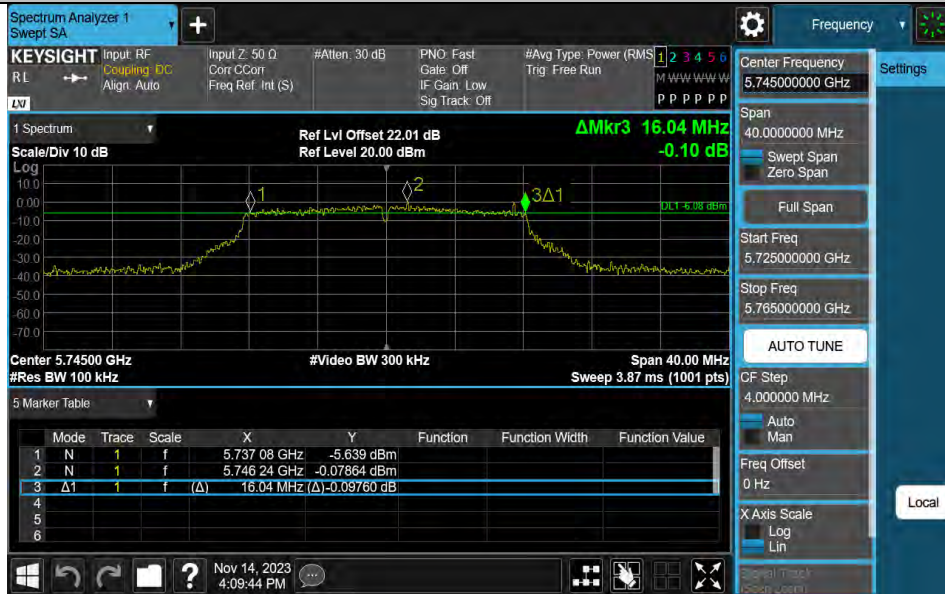 Spectrum Analyzer 1
Swept SA
+
Frequency
KEYSIGHT
RL
LXI
Input: RF
Coupling: DC
Align: Auto
Input Z: 50 Ω
Corr CCorr
Freq Ref: Int (S)
#Atten: 30 dB
PNO: Fast
Gate: Off
IF Gain: Low
Sig Track: Off
#Avg Type: Power (RMS
Trig: Free Run
1 2 3 4 5 6
M W W W W W
P P P P P P
1 Spectrum
Scale/Div 10 dB
Ref Lvl Offset 22.01 dB
Ref Level 20.00 dBm
ΔMkr3 16.04 MHz
-0.10 dB
Log
10.0
0.00
-10.0
-20.0
-30.0
-40.0
-50.0
-60.0
-70.0
1
2
3Δ1
DL1 -6.08 dBm
Center 5.74500 GHz
#Res BW 100 kHz
#Video BW 300 kHz
Span 40.00 MHz
Sweep 3.87 ms (1001 pts)
5 Marker Table
Mode Trace Scale X Y Function Function Width Function Value
1 N 1 f 5.737 08 GHz -5.639 dBm
2 N 1 f 5.746 24 GHz -0.07864 dBm
3 Δ1 1 f (Δ) 16.04 MHz (Δ) -0.09760 dB
4
5
6
Nov 14, 2023
4:09:44 PM
Center Frequency
5.745000000 GHz
Settings
Span
40.0000000 MHz
Swept Span
Zero Span
Full Span
Start Freq
5.725000000 GHz
Stop Freq
5.765000000 GHz
AUTO TUNE
CF Step
4.000000 MHz
Auto
Man
Freq Offset
0 Hz
X Axis Scale
Log
Lin
Local
Signal Track
(Span Zoom)